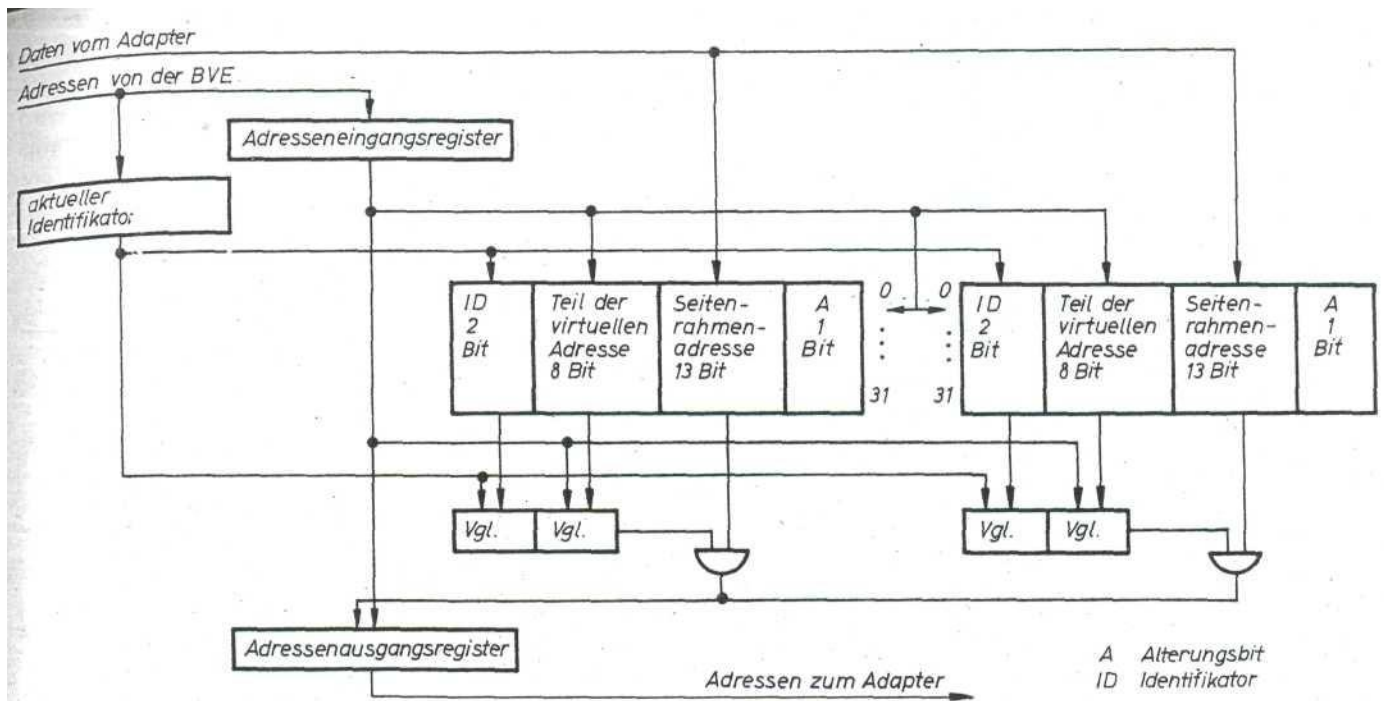 Daten vom Adapter
Adressen von der BVE
Adresseneingangsregister
aktueller
Identifikato:
ID
2
Bit
Teil der
virtuellen
Adresse
8 Bit
Seiten-
rahmen-
adresse
13 Bit
A
1
Bit
0
31
0
31
ID
2
Bit
Teil der
virtuellen
Adresse
8 Bit
Seiten-
rahmen-
adresse
13 Bit
A
1
Bit
Vgl.
Vgl.
Vgl.
Vgl.
Adressenausgangsregister
Adressen zum Adapter
A Alterungsbit
ID Identifikator